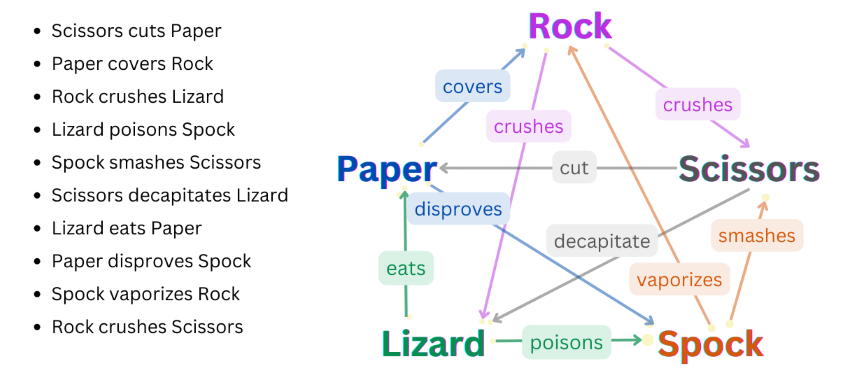 Scissors cuts Paper
Paper covers Rock
Rock crushes Lizard
Lizard poisons Spock
Spock smashes Scissors
Scissors decapitates Lizard
Lizard eats Paper
Paper disproves Spock
Spock vaporizes Rock
Rock crushes Scissors
Rock
covers
crushes
crushes
Paper
cut
Scissors
disproves
decapitate
smashes
eats
vaporizes
Lizard
poisons
Spock